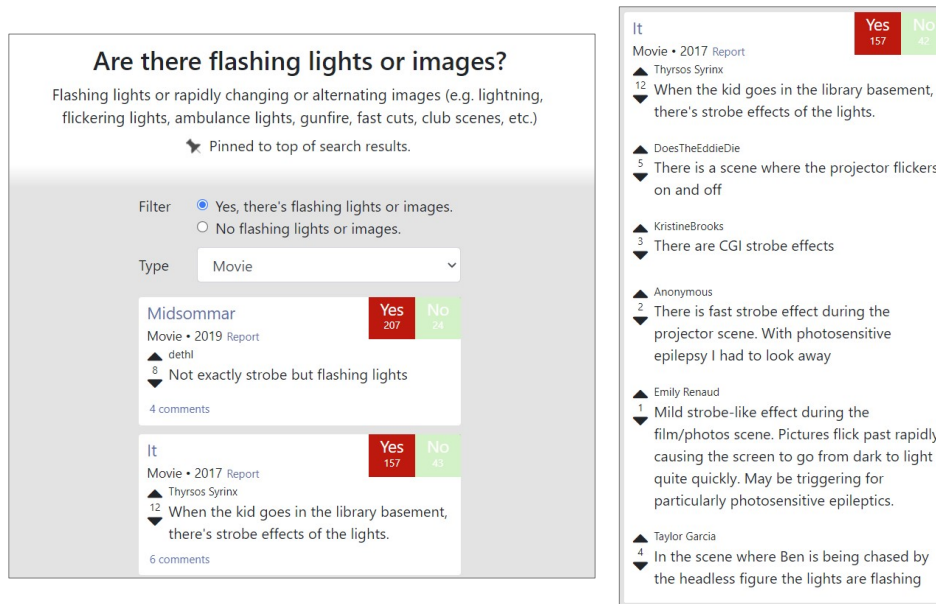 Are there flashing lights or images?
Flashing lights or rapidly changing or alternating images (e.g. lightning,
flickering lights, ambulance lights, gunfire, fast cuts, club scenes, etc.)
Pinned to top of search results.
Filter
Yes, there's flashing lights or images.
No flashing lights or images.
Type
Movie
Midsommar
Yes
207
No
24
Movie • 2019 Report
dethl
8
Not exactly strobe but flashing lights
4 comments
It
Yes
157
No
43
Movie • 2017 Report
Thyrsos Syrinx
12
When the kid goes in the library basement,
there's strobe effects of the lights.
6 comments
It
Yes
157
No
42
Movie • 2017 Report
Thyrsos Syrinx
12
When the kid goes in the library basement,
there's strobe effects of the lights.
DoesTheEddieDie
5
There is a scene where the projector flickers
on and off
KristineBrooks
3
There are CGI strobe effects
Anonymous
2
There is fast strobe effect during the
projector scene. With photosensitive
epilepsy I had to look away
Emily Renaud
1
Mild strobe-like effect during the
film/photos scene. Pictures flick past rapidly
causing the screen to go from dark to light
quite quickly. May be triggering for
particularly photosensitive epileptics.
Taylor Garcia
4
In the scene where Ben is being chased by
the headless figure the lights are flashing